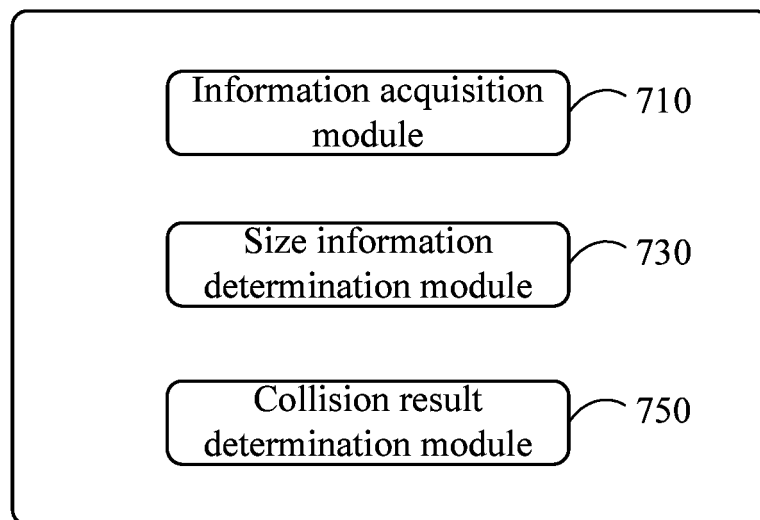 Information acquisition
module
710
Size information
determination module
730
Collision result
determination module
750